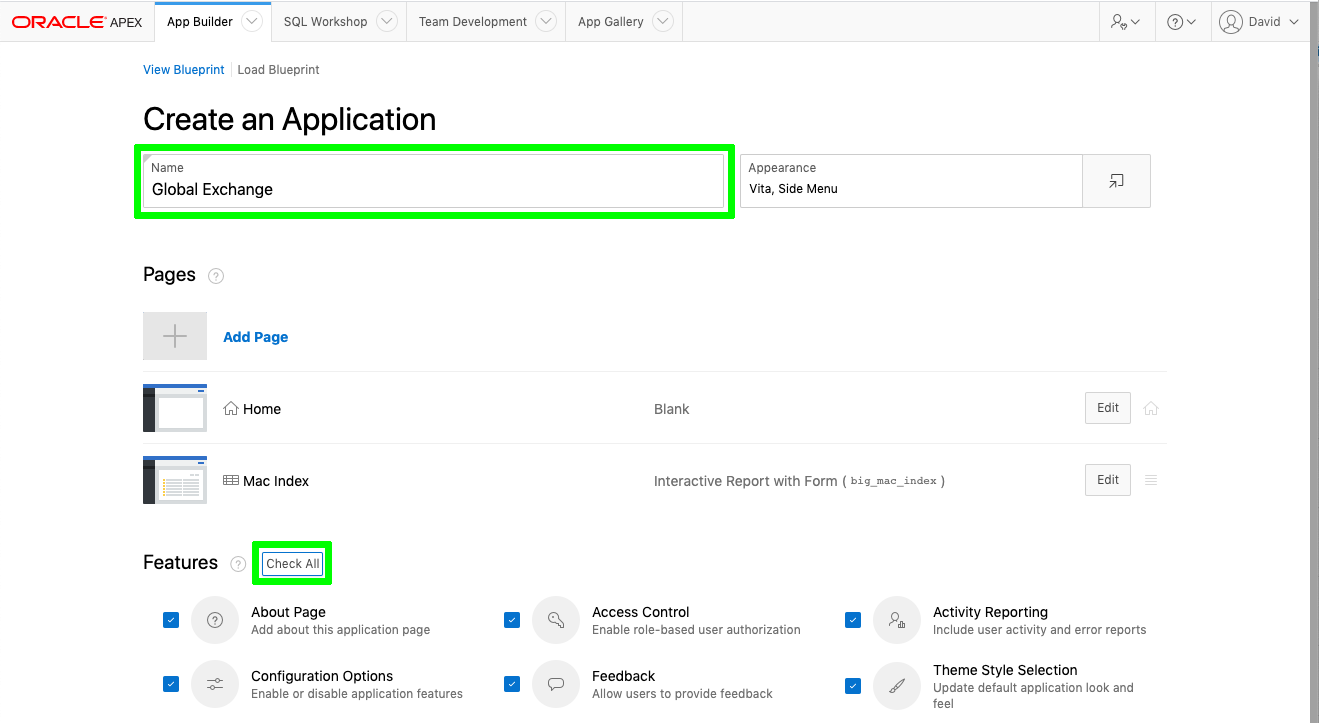 ORACLE APEX App Builder SQL Workshop Team Development App Gallery David
View Blueprint Load Blueprint
Create an Application
Name
Global Exchange
Appearance
Vita, Side Menu
Pages ?
Add Page
Home Blank Edit
Mac Index Interactive Report with Form ( big_mac_index ) Edit
Features ? Check All
About Page
Add about this application page
Access Control
Enable role-based user authorization
Activity Reporting
Include user activity and error reports
Configuration Options
Enable or disable application features
Feedback
Allow users to provide feedback
Theme Style Selection
Update default application look and
feel